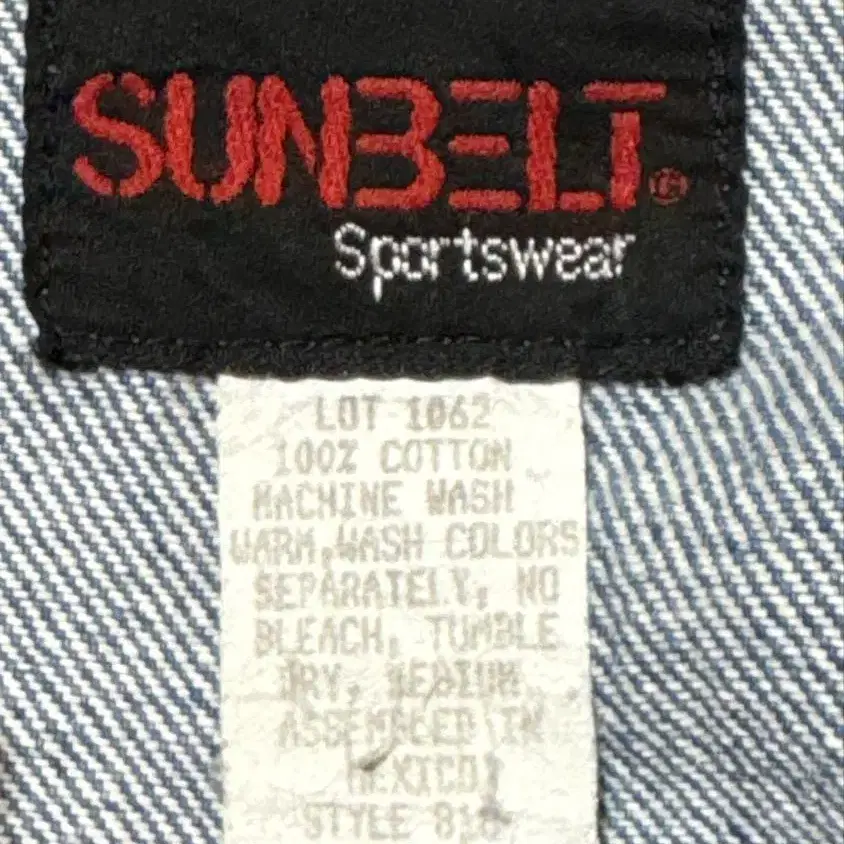 SUNBELT®
Sportswear
LOT 1062
100% COTTON
MACHINE WASH
WARM, WASH COLORS
SEPARATELY, NO
BLEACH, TUMBLE
DRY, MEDIUM
ASSEMBLED IN
MEXICO
STYLE